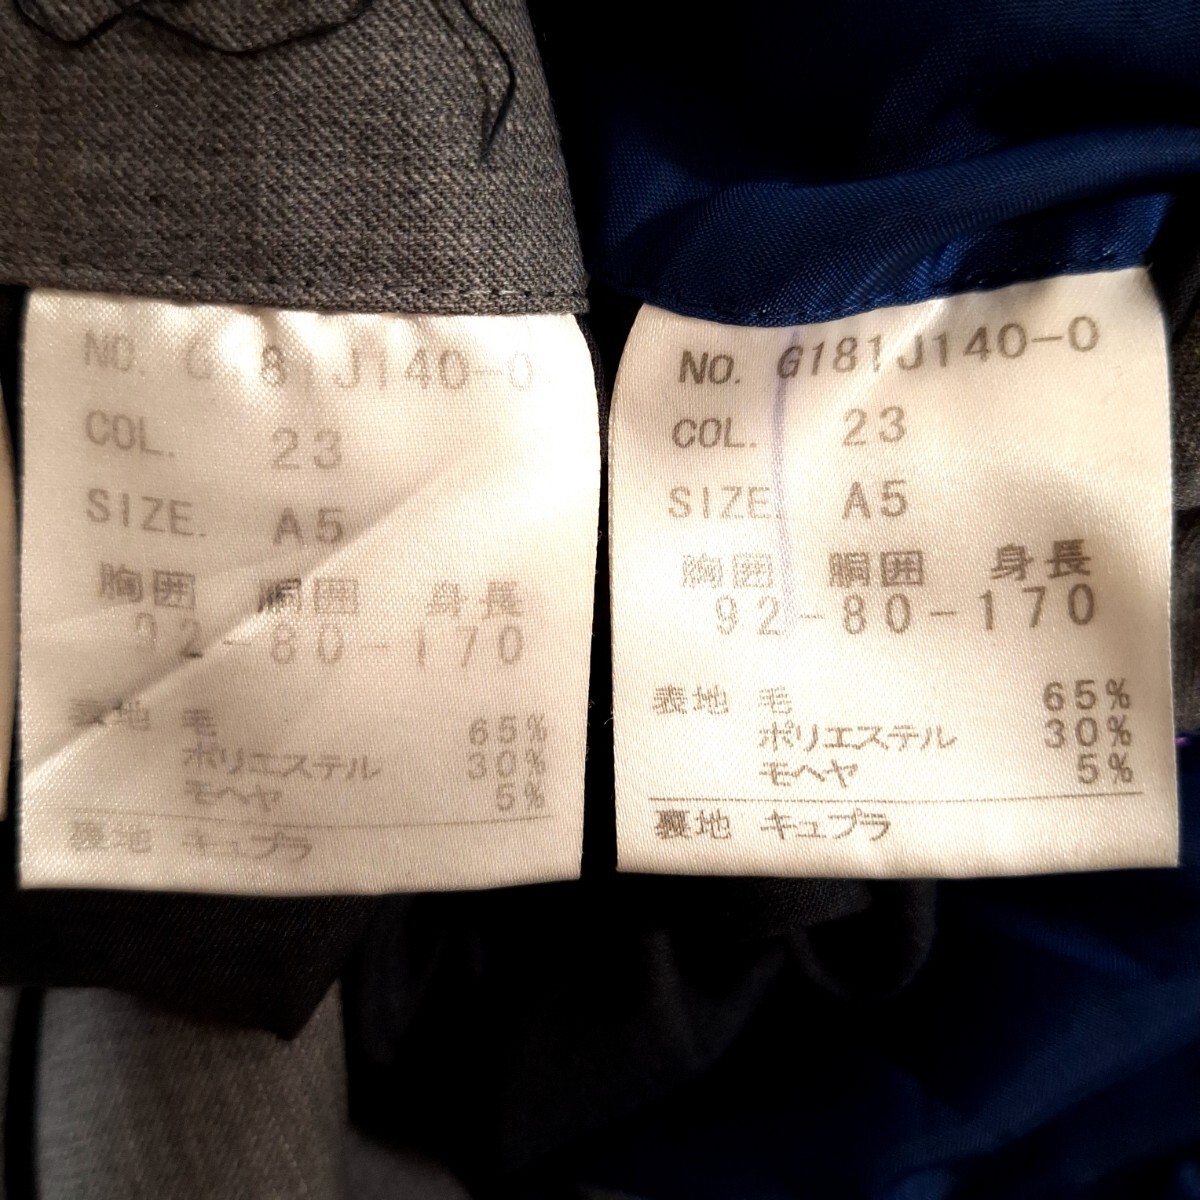 NO. G181J140-0
COL. 23
SIZE. A5
胸囲 胴囲 身長
92-80-170
表地 毛 65%
ポリエステル 30%
モヘヤ 5%
裏地 キュプラ
NO. G181J140-0
COL. 23
SIZE. A5
胸囲 胴囲 身長
92-80-170
表地 毛 65%
ポリエステル 30%
モヘヤ 5%
裏地 キュプラ